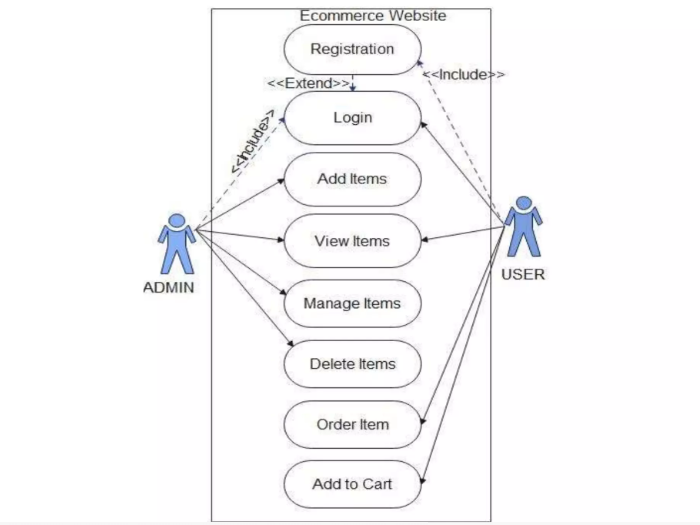 Ecommerce Website
Registration
<<Include>>
<<Extend>>
Login
<<Include>>
Add Items
View Items
ADMIN
USER
Manage Items
Delete Items
Order Item
Add to Cart